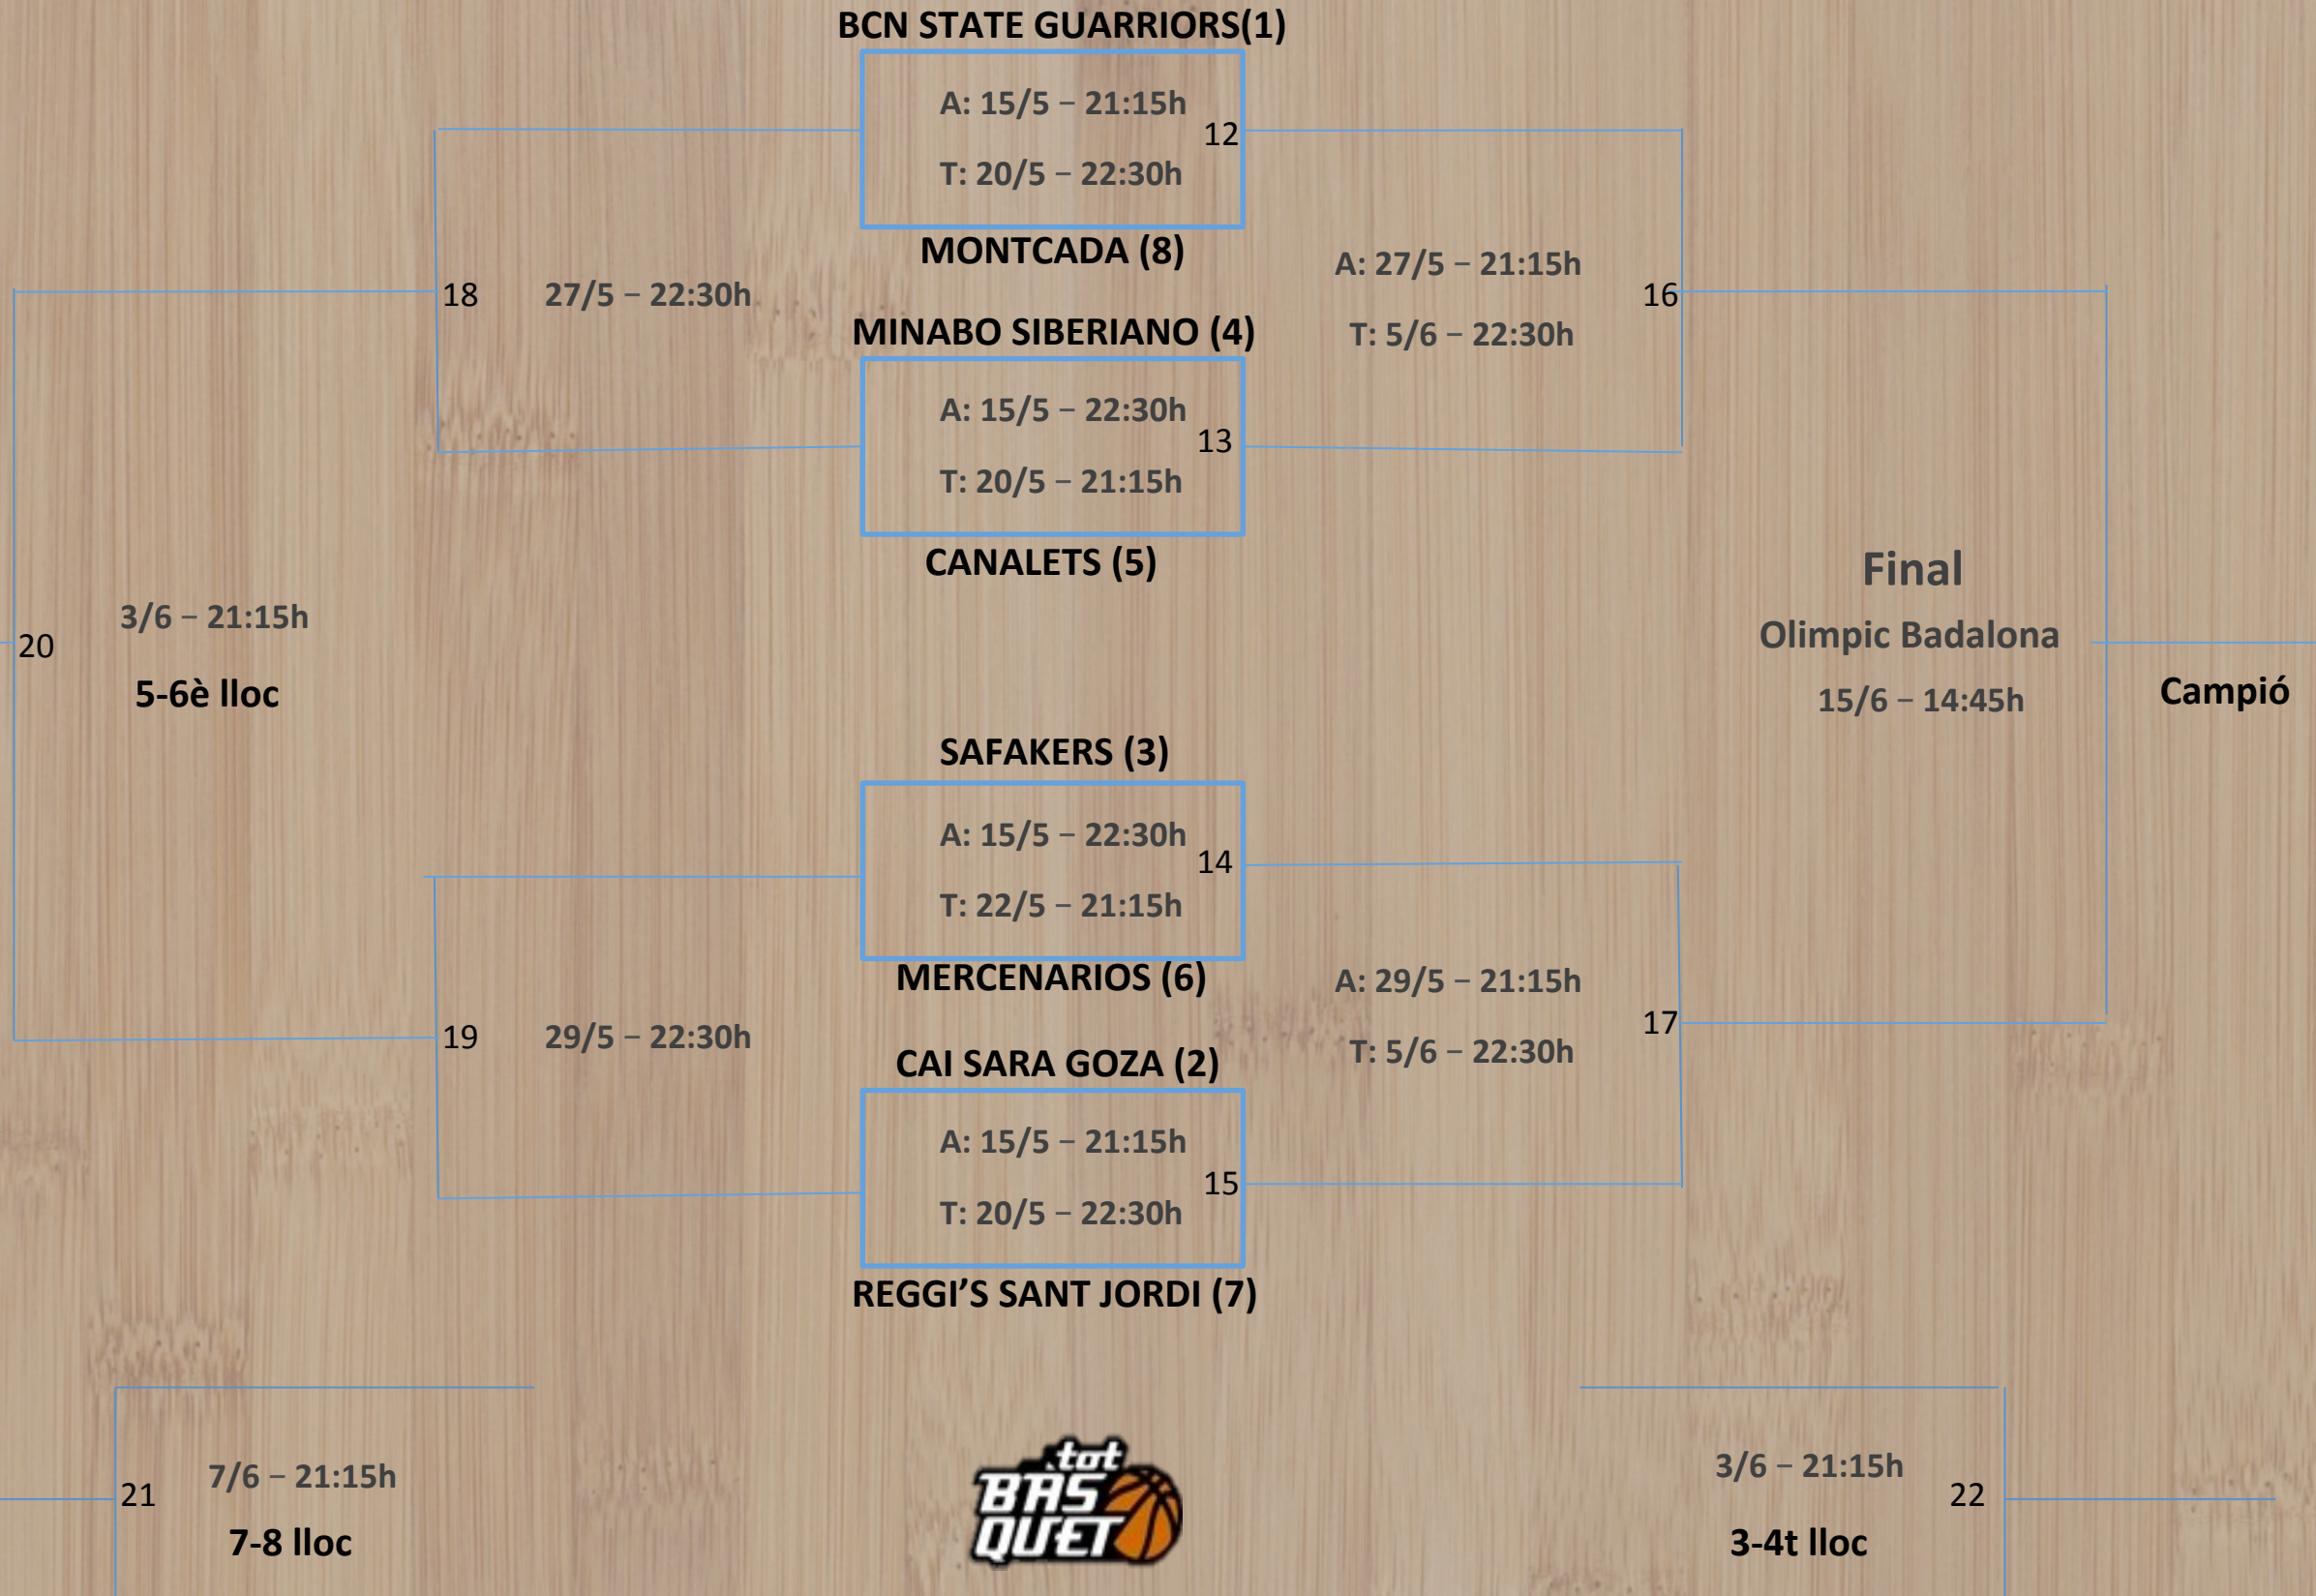 BCN STATE GUARRIORS(1)
A: 15/5 – 21:15h
12
T: 20/5 – 22:30h
MONTCADA (8)
18
27/5 – 22:30h
A: 27/5 – 21:15h
16
T: 5/6 – 22:30h
MINABO SIBERIANO (4)
A: 15/5 – 22:30h
13
T: 20/5 – 21:15h
CANALETS (5)
20
3/6 – 21:15h
5-6è lloc
Final
Olimpic Badalona
15/6 – 14:45h
Campió
SAFAKERS (3)
A: 15/5 – 22:30h
14
T: 22/5 – 21:15h
MERCENARIOS (6)
19
29/5 – 22:30h
A: 29/5 – 21:15h
17
T: 5/6 – 22:30h
CAI SARA GOZA (2)
A: 15/5 – 21:15h
15
T: 20/5 – 22:30h
REGGI’S SANT JORDI (7)
21
7/6 – 21:15h
7-8 lloc
.tot
BAS
QUET
3/6 – 21:15h
22
3-4t lloc